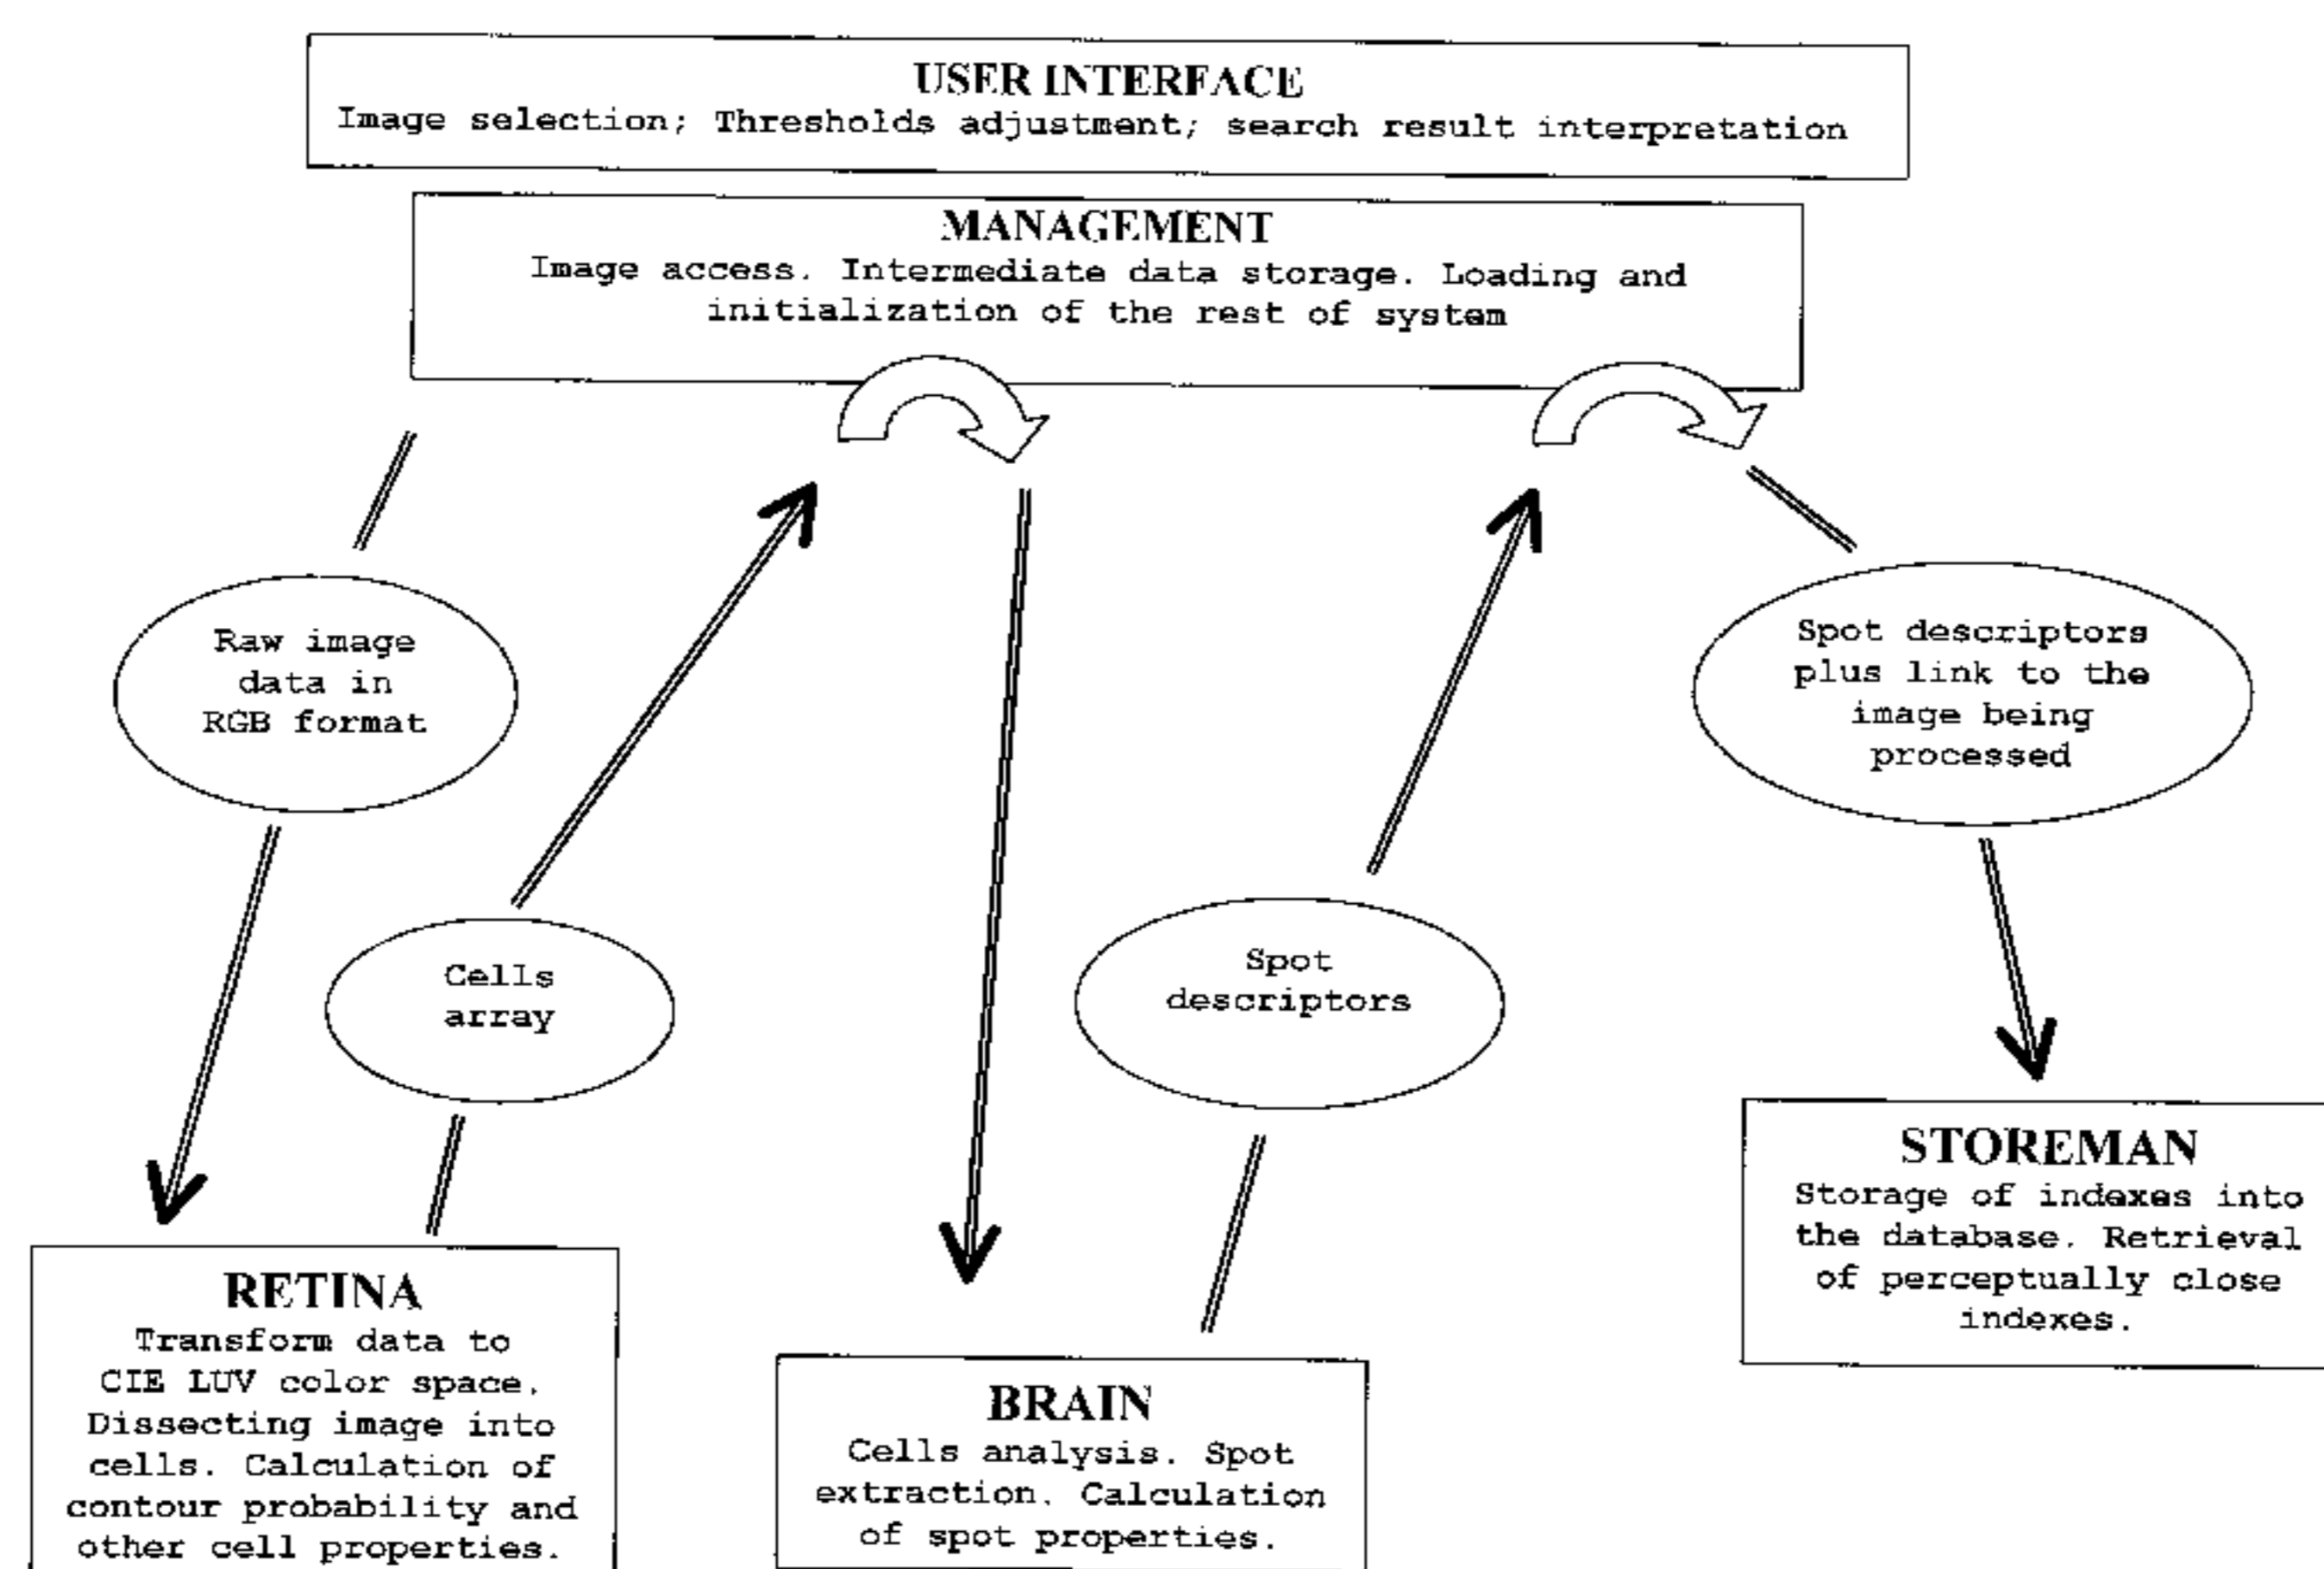 USER INTERFACE
Image selection; Thresholds adjustment; search result interpretation
MANAGEMENT
Image access. Intermediate data storage. Loading and
initialization of the rest of system
Raw image
data in
RGB format
Cells
array
Spot
descriptors
Spot descriptors
plus link to the
image being
processed
RETINA
Transform data to
CIE LUV color space.
Dissecting image into
cells. Calculation of
contour probability and
other cell properties.
BRAIN
Cells analysis. Spot
extraction. Calculation
of spot properties.
STOREMAN
Storage of indexes into
the database. Retrieval
of perceptually close
indexes.